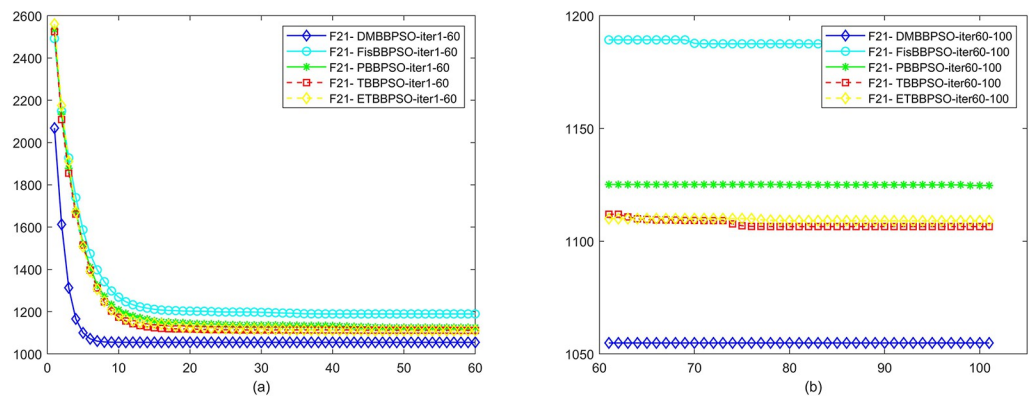 2600
2400
2200
2000
1800
1600
1400
1200
1000
0
10
20
30
40
50
60
(a)
F21- DMBBPSO-iter1-60
F21- FisBBPSO-iter1-60
F21- PBBPSO-iter1-60
F21- TBBPSO-iter1-60
F21- ETBBPSO-iter1-60
1200
1150
1100
1050
60
70
80
90
100
(b)
F21- DMBBPSO-iter60-100
F21- FisBBPSO-iter60-100
F21- PBBPSO-iter60-100
F21- TBBPSO-iter60-100
F21- ETBBPSO-iter60-100